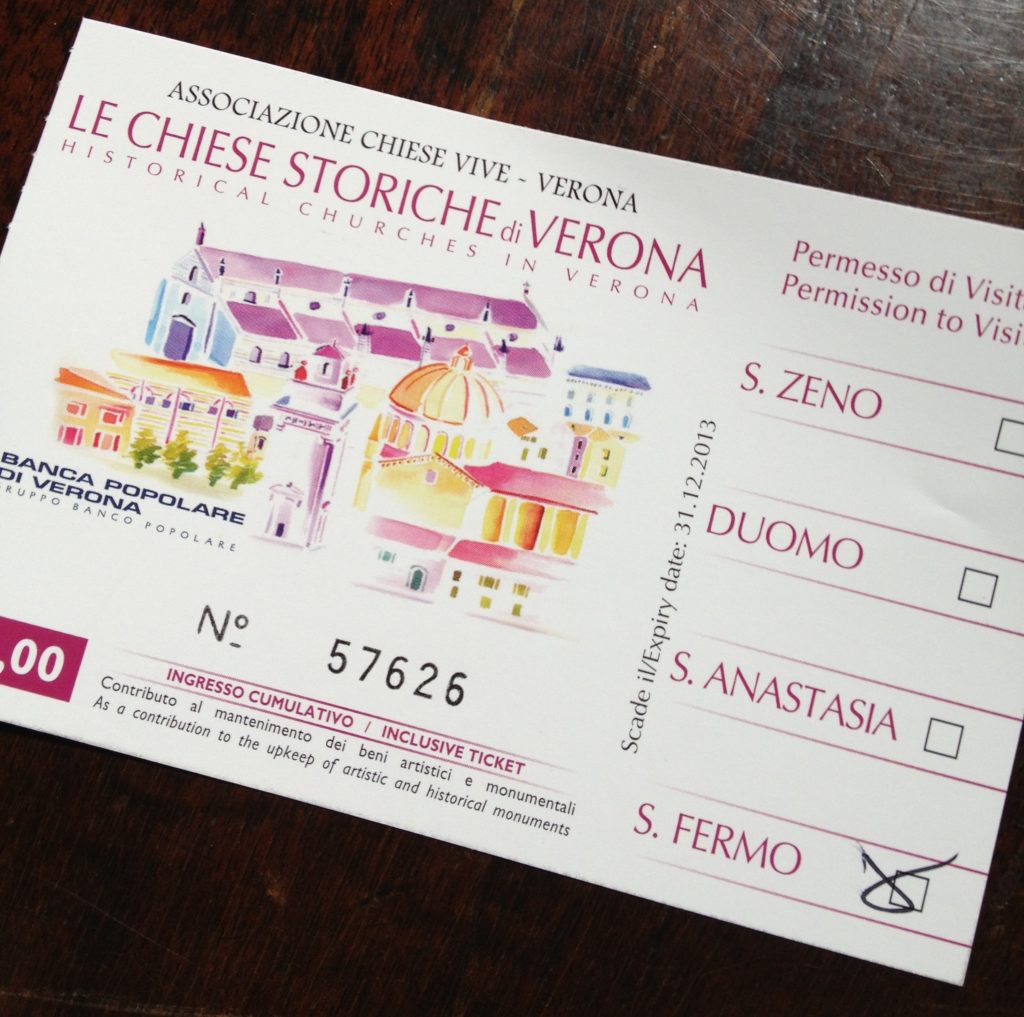 ASSOCIAZIONE CHIESE VIVE - VERONA
LE CHIESE STORICHE di VERONA
HISTORICAL CHURCHES IN VERONA
BANCA POPOLARE
DI VERONA
GRUPPO BANCO POPOLARE
Nº 57626
,00
INGRESSO CUMULATIVO / INCLUSIVE TICKET
Contributo al mantenimento dei beni artistici e monumentali
As a contribution to the upkeep of artistic and historical monuments
Scade il/Expiry date: 31.12.2013
Permesso di Visit
Permission to Visi
S. ZENO
DUOMO
S. ANASTASIA
S. FERMO